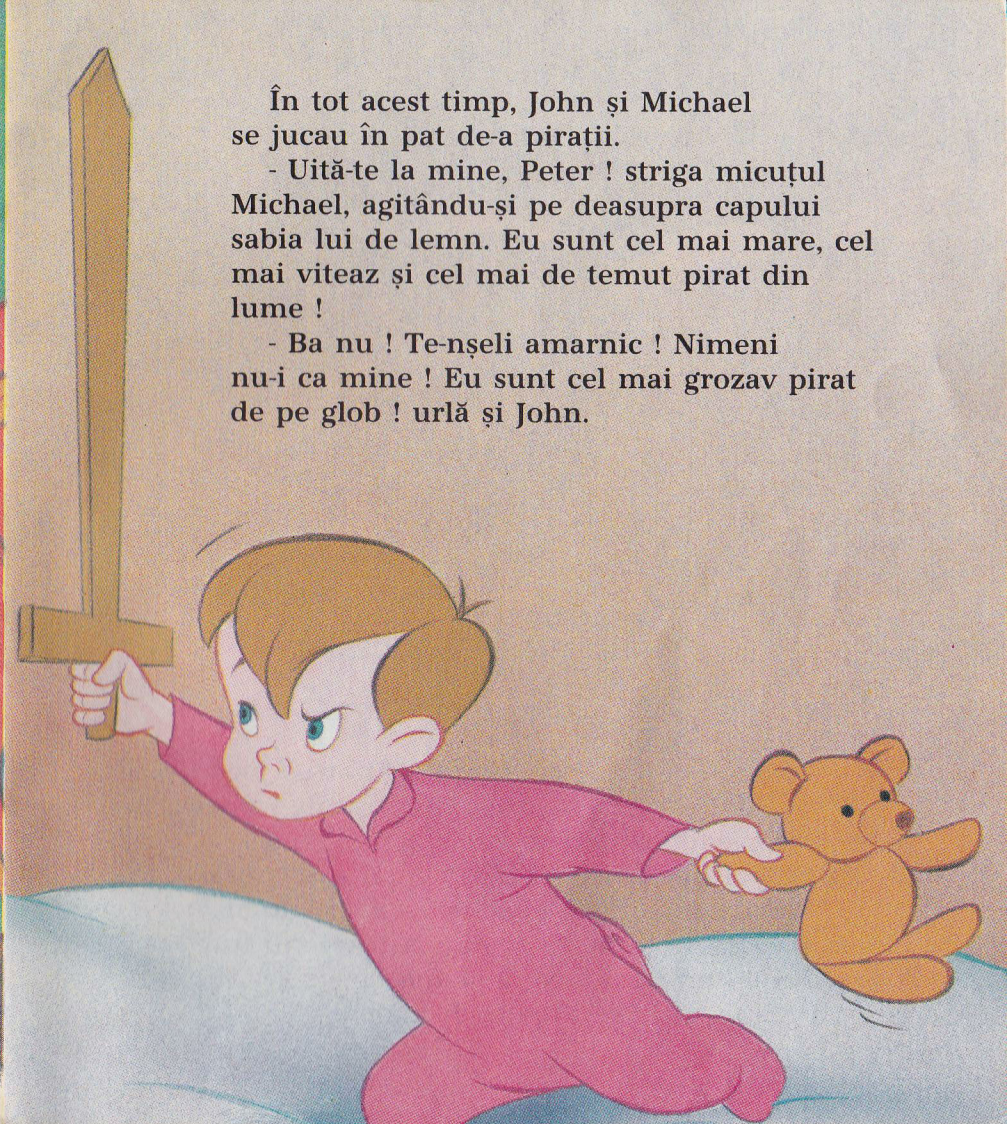 În tot acest timp, John și Michael
se jucau în pat de-a pirații.
- Uită-te la mine, Peter ! striga micuțul
Michael, agitându-și pe deasupra capului
sabia lui de lemn. Eu sunt cel mai mare, cel
mai viteaz și cel mai de temut pirat din
lume !
- Ba nu ! Te-nșeli amarnic ! Nimeni
nu-i ca mine ! Eu sunt cel mai grozav pirat
de pe glob ! urlă și John.